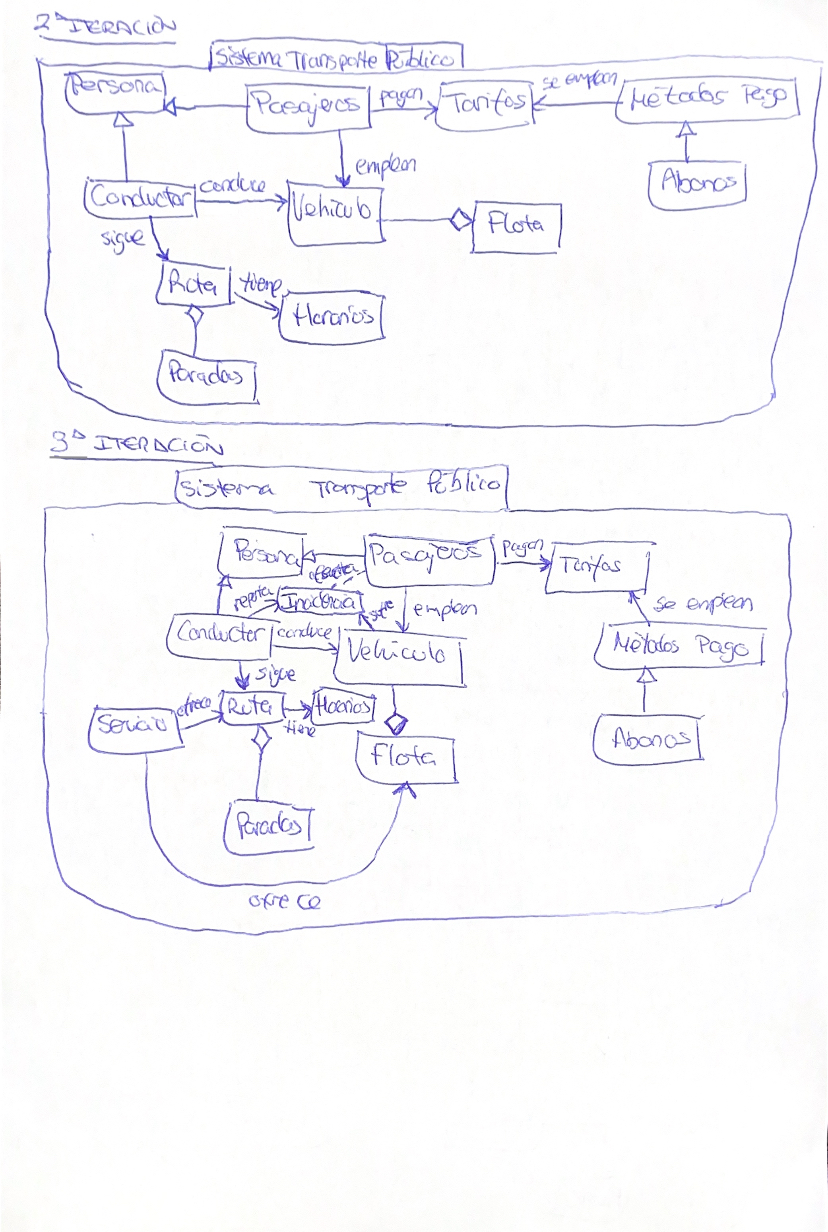 2ª ITERACIÓN
Sistema Transporte Público
Persona
Pasajeros
pagan
Tarifas
se emplean
Métodos Pago
emplean
Abonos
Conductor
conduce
Vehículo
Flota
sigue
Ruta
tiene
Horarios
Paradas
3ª ITERACIÓN
Sistema Transporte Público
Persona
Pasajeros
pagan
Tarifas
reporta
Incidencia
emplean
se emplean
Conductor
conduce
Vehículo
Métodos Pago
sigue
Servicio
ofrece
Ruta
tiene
Horarios
Flota
Abonos
Paradas
ofrece